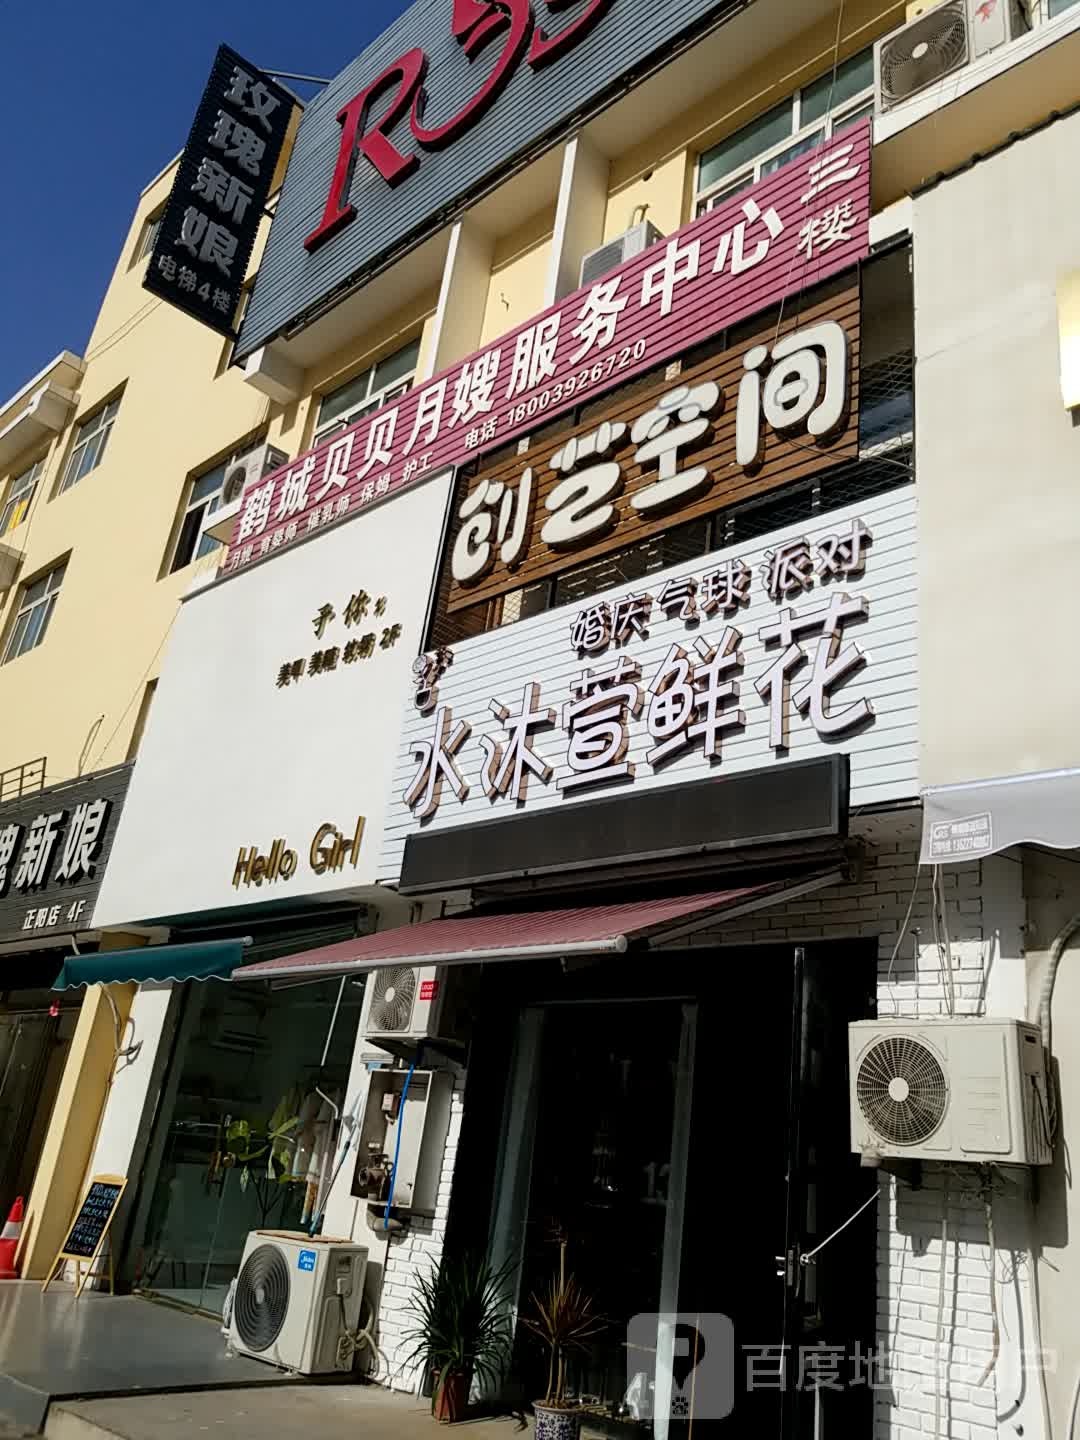 玫瑰新娘
电梯4楼
鹤城贝贝月嫂服务中心
三楼
月嫂 育婴师 催乳师 保姆 护工
电话 18003926720
创艺空间
予你
美甲 美睫 2F
婚庆 气球 派对
水沐萱鲜花
Hello Girl
瑰新娘
正阳店 4F
百度地图